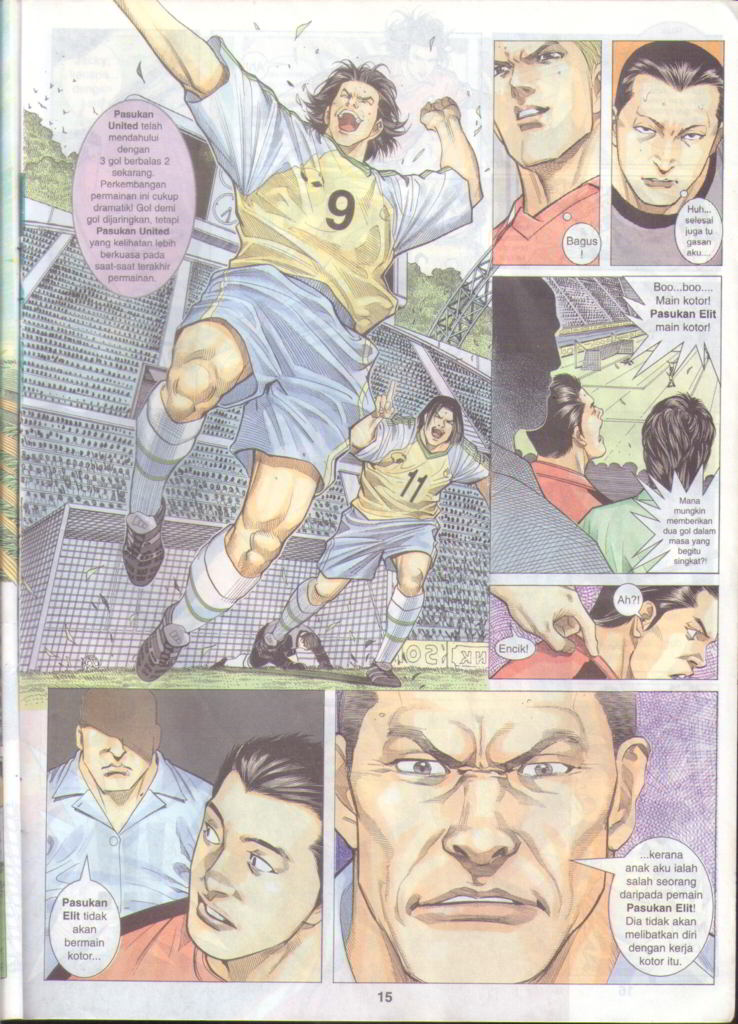 Pasukan
United telah
mendahului
dengan
3 gol berbalas 2
sekarang.
Perkembangan
permainan ini cukup
dramatik! Gol demi
gol dijaringkan, tetapi
Pasukan United
yang kelihatan lebih
berkuasa pada
saat-saat terakhir
permainan.
9
11
Bagus
!
Huh...
selesai
juga tu
gasan
aku....
Boo...boo....
Main kotor!
Pasukan Elit
main kotor!
Mana
mungkin
memberikan
dua gol dalam
masa yang
begitu
singkat?!
Ah?!
Encik!
Pasukan
Elit tidak
akan
bermain
kotor...
...kerana
anak aku ialah
salah seorang
daripada pemain
Pasukan Elit!
Dia tidak akan
melibatkan diri
dengan kerja
kotor itu.
15